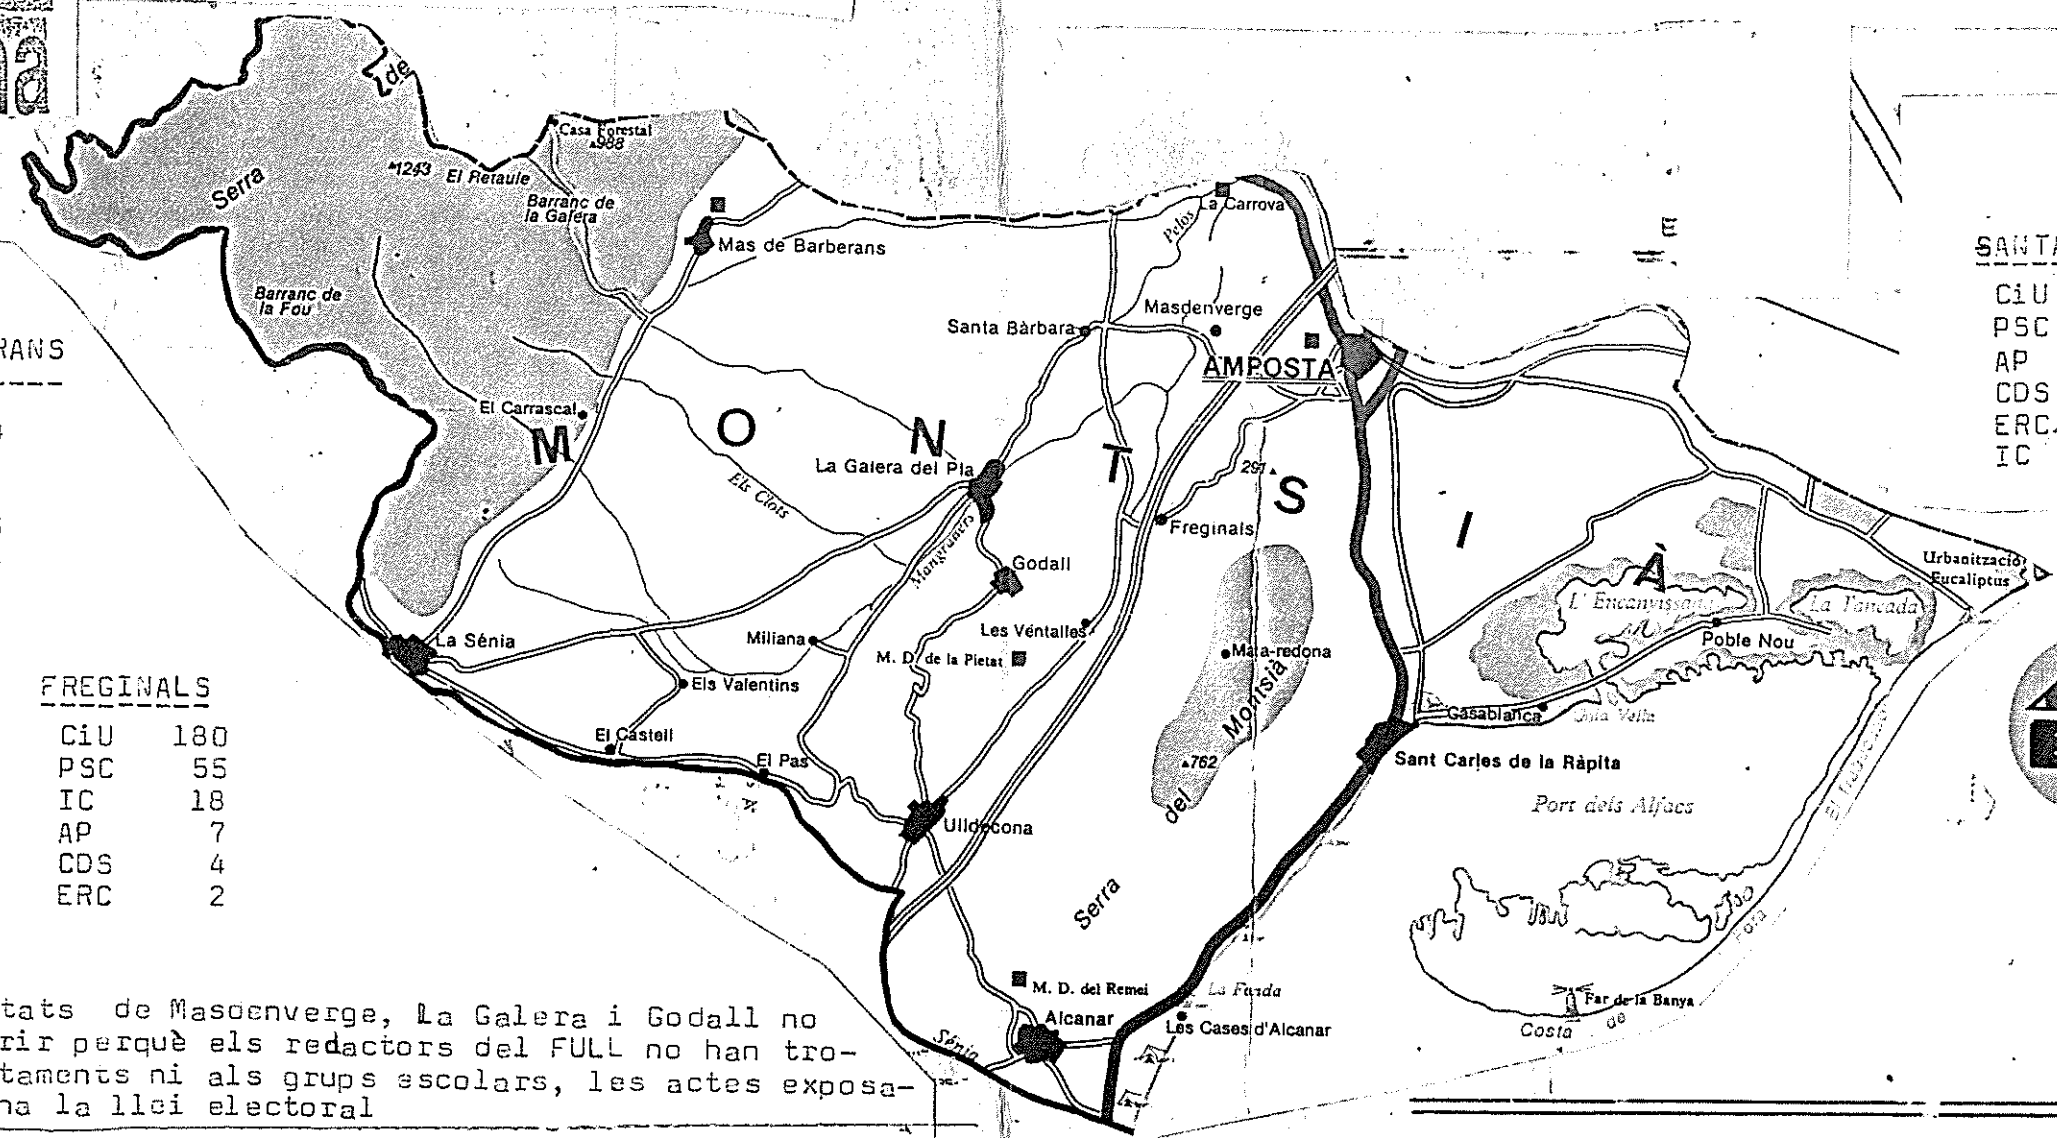 na
de
Casa Forestal
988
1243
El Retaule
Serra
Barranc de
la Galera
Mas de Barberans
Barranc de
la Fou
La Carrova
Pelos
Masdenverge
Santa Bàrbara
AMPOSTA
El Carrascal
M O N T S I À
La Galera del Pla
Els Clots
291
Freginals
Mangraners
Godall
Urbanització
Eucaliptus
L'Encanyissada
La Tancada
Poble Nou
La Sénia
Miliana
Les Ventalles
M. D. de la Pietat
Mata-redona
Els Valentins
Casablanca
El Castell
El Pas
762
Serra del Montsià
Sant Carles de la Ràpita
Port dels Alfacs
Ulldecona
M. D. del Remei
Alcanar
Les Cases d'Alcanar
Sénia
Far de la Banya
Costa de Fora
RANS
FREGINALS
CiU 180
PSC 55
IC 18
AP 7
CDS 4
ERC 2
SANTA
CiU
PSC
AP
CDS
ERC
IC
E
tats de Masdenverge, La Galera i Godall no
rir perquè els redactors del FULL no han tro-
taments ni als grups escolars, les actes exposa-
na la llei electoral